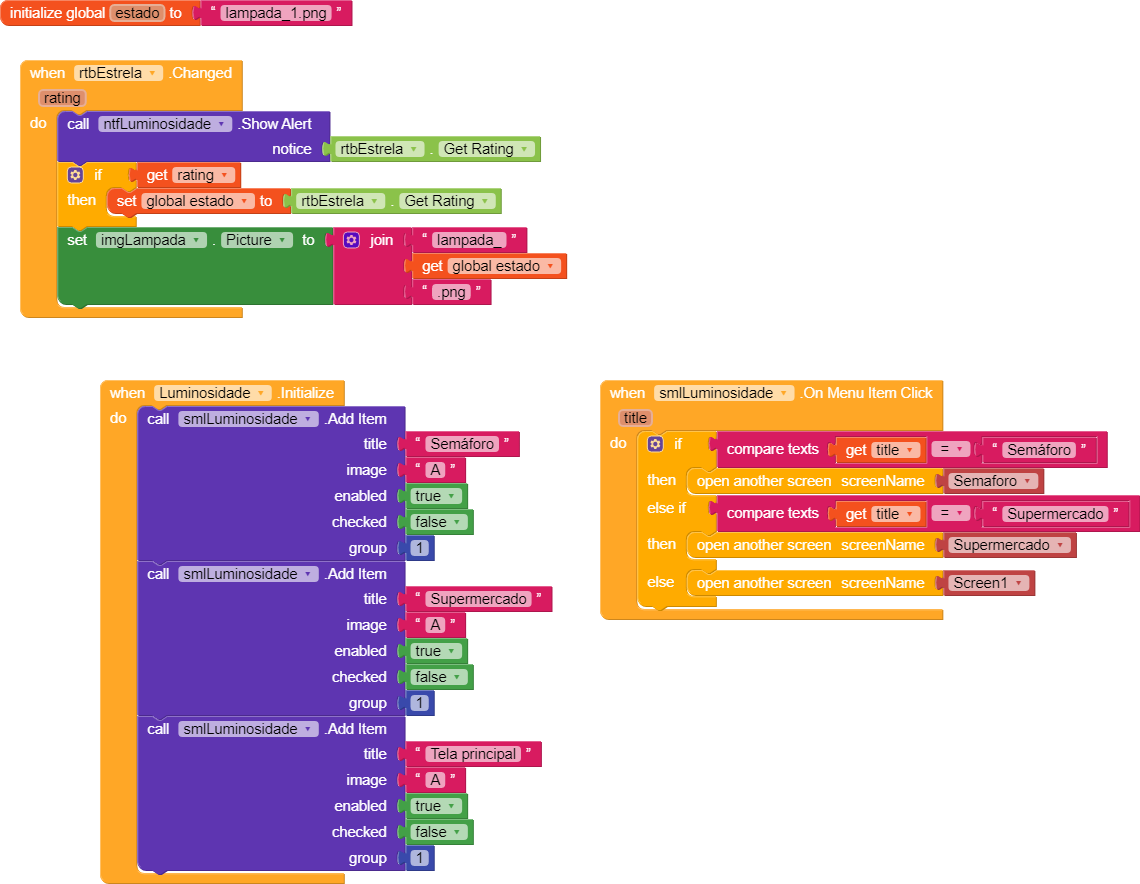 initialize global estado to “ lampada_1.png ”
when rtbEstrela .Changed
rating
do call ntfLuminosidade .Show Alert
notice rtbEstrela . Get Rating
if get rating
then set global estado to rtbEstrela . Get Rating
set imgLampada . Picture to join “ lampada_ ”
get global estado
“ .png ”
when Luminosidade .Initialize
do call smlLuminosidade .Add Item
title “ Semáforo ”
image “ A ”
enabled true
checked false
group 1
call smlLuminosidade .Add Item
title “ Supermercado ”
image “ A ”
enabled true
checked false
group 1
call smlLuminosidade .Add Item
title “ Tela principal ”
image “ A ”
enabled true
checked false
group 1
when smlLuminosidade .On Menu Item Click
title
do if compare texts get title = “ Semáforo ”
then open another screen screenName Semaforo
else if compare texts get title = “ Supermercado ”
then open another screen screenName Supermercado
else open another screen screenName Screen1